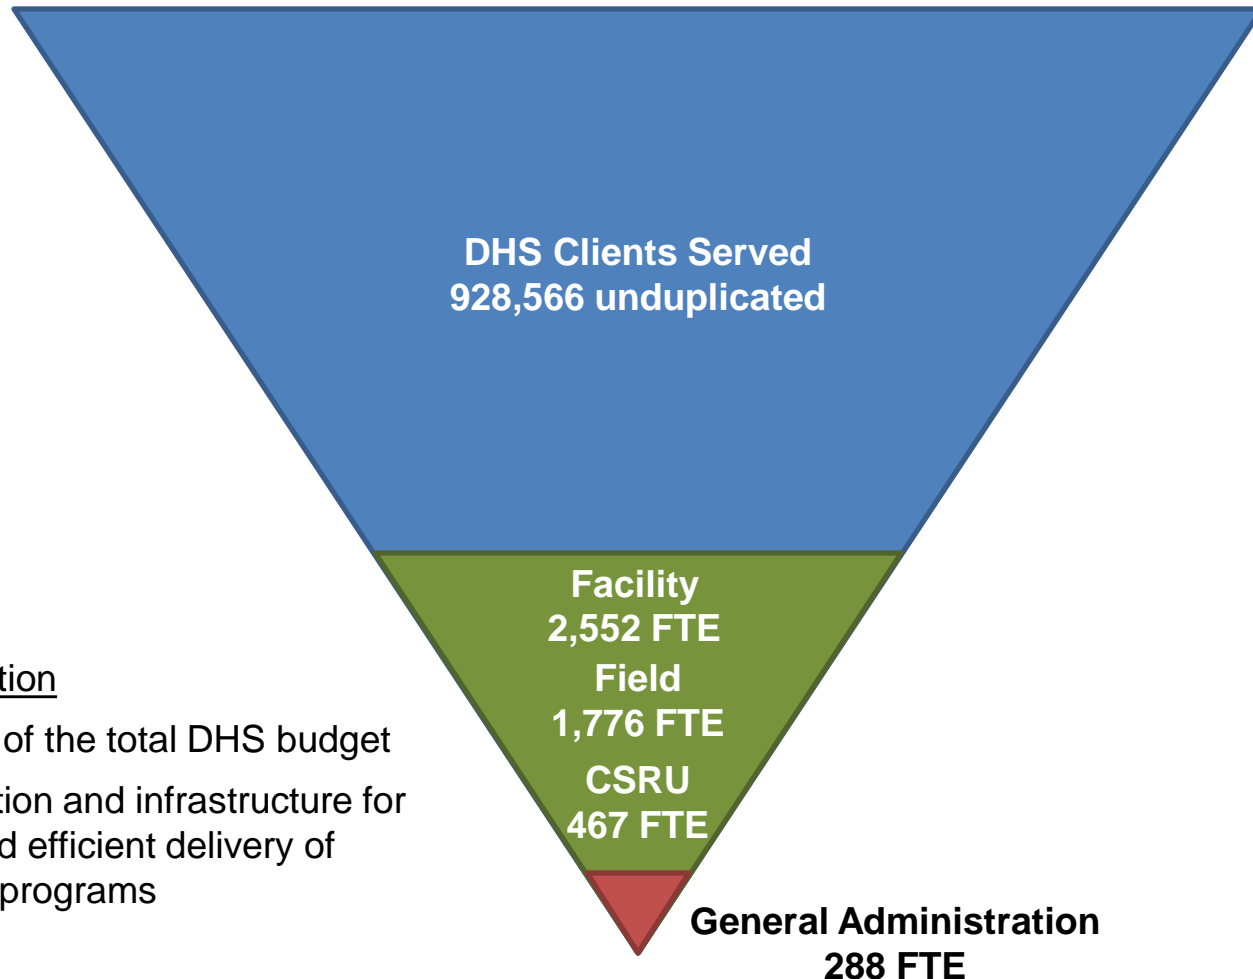 DHS Clients Served
928,566 unduplicated
Facility
2,552 FTE
Field
1,776 FTE
CSRU
467 FTE
of the total DHS budget
tion and infrastructure for
efficient delivery of
programs
General Administration
288 FTE